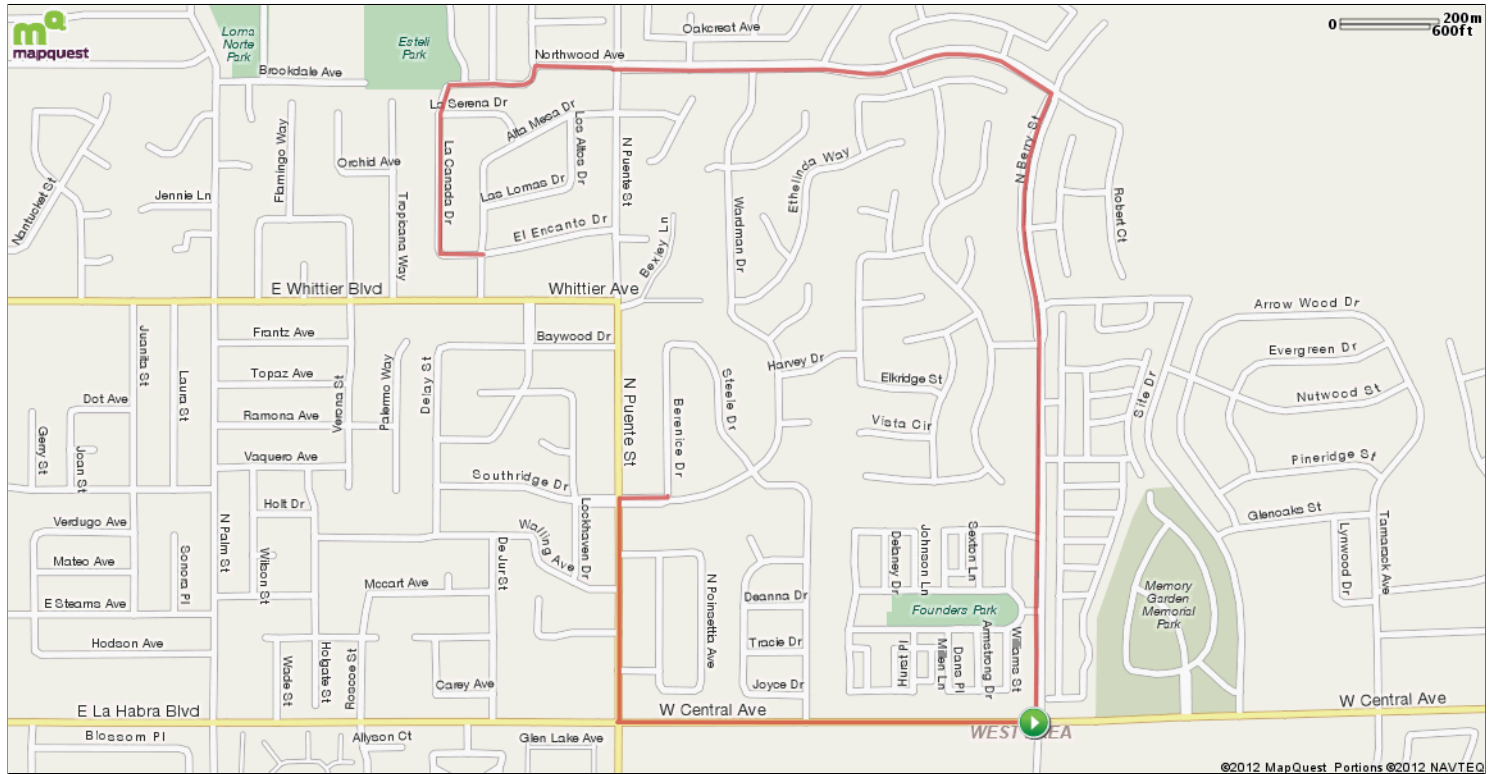 mapquest
0
200m
600ft
Loma
Norte
Park
Esteli
Park
Oakcrest Ave
Northwood Ave
Brookdale Ave
La Serena Dr
Alta Mesa Dr
Los Altos Dr
N Puente St
N Berry St
Flamingo Way
Orchid Ave
La Canada Dr
Ethelinda Way
Nantucket St
Jennie Ln
Tropicana Way
Las Lomas Dr
El Encanto Dr
Bexley Ln
Wardman Dr
Robert Ct
E Whittier Blvd
Whittier Ave
Arrow Wood Dr
Juanita St
Frantz Ave
Baywood Dr
Evergreen Dr
Laura St
Topaz Ave
Palermo Way
Delay St
Harvey Dr
Elkridge St
Nutwood St
Dot Ave
Ramona Ave
Verona St
N Puente St
Berenice Dr
Steele Dr
Site Dr
Gerry St
Joan St
Vaquero Ave
Vista Cir
Pineridge St
Southridge Dr
Holt Dr
Lockhaven Dr
Glenoaks St
Verdugo Ave
N Palm St
Walling Ave
Delaney Dr
Johnson Ln
Sexton Ln
Lynwood Dr
Tamarack Ave
Mateo Ave
Sonora Pl
Wilson St
Mccart Ave
De Jur St
N Poinsettia Ave
Deanna Dr
Founders Park
Memory
Garden
Memorial
Park
E Stearns Ave
Hodson Ave
Wade St
Holgate St
Roscoe St
Carey Ave
Tracie Dr
Joyce Dr
Hurst Pl
Millen Ln
Dana Pl
Armstrong Dr
Williams St
E La Habra Blvd
W Central Ave
W Central Ave
WEST
EA
Blossom Pl
Allyson Ct
Glen Lake Ave
©2012 MapQuest Portions ©2012 NAVTEQ